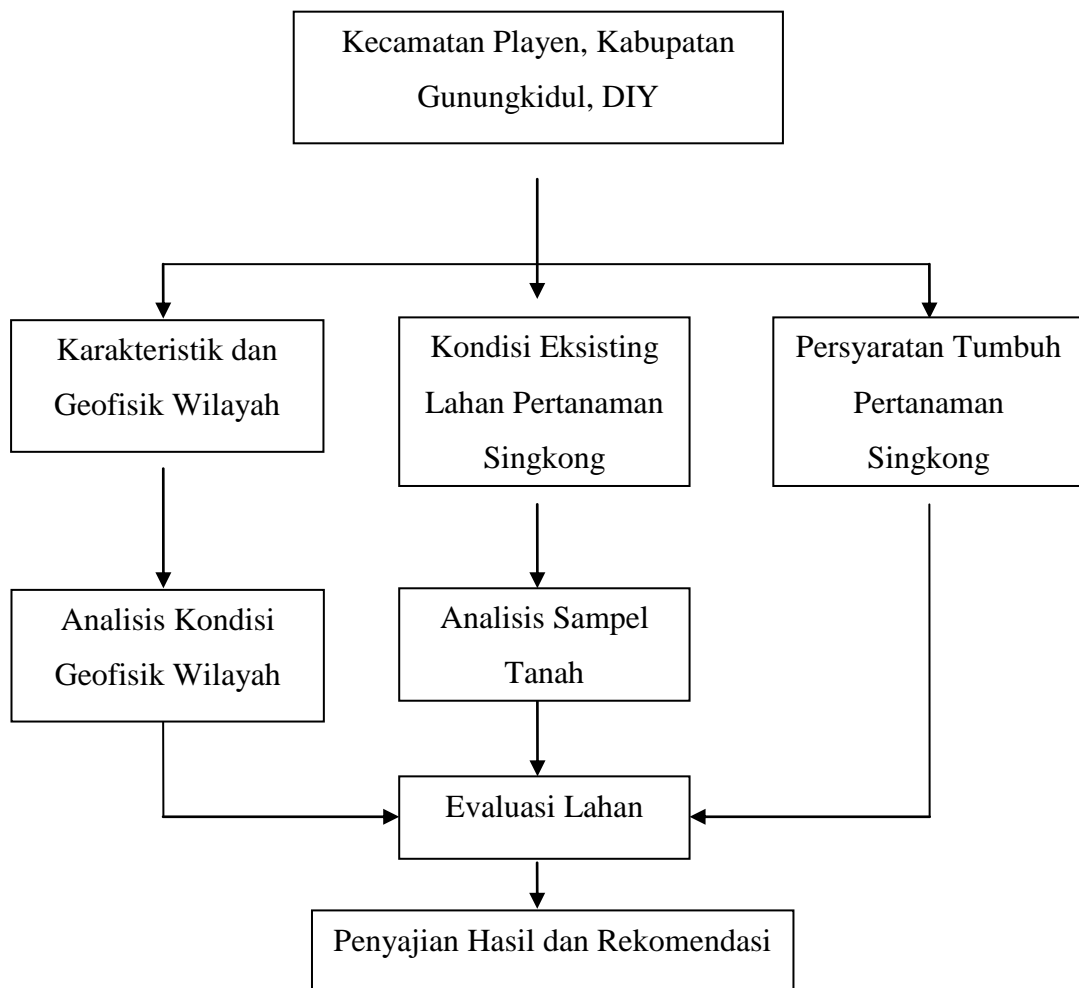 Kecamatan Playen, Kabupatan
Gunungkidul, DIY
Karakteristik dan
Geofisik Wilayah
Kondisi Eksisting
Lahan Pertanaman
Singkong
Persyaratan Tumbuh
Pertanaman
Singkong
Analisis Kondisi
Geofisik Wilayah
Analisis Sampel
Tanah
Evaluasi Lahan
Penyajian Hasil dan Rekomendasi